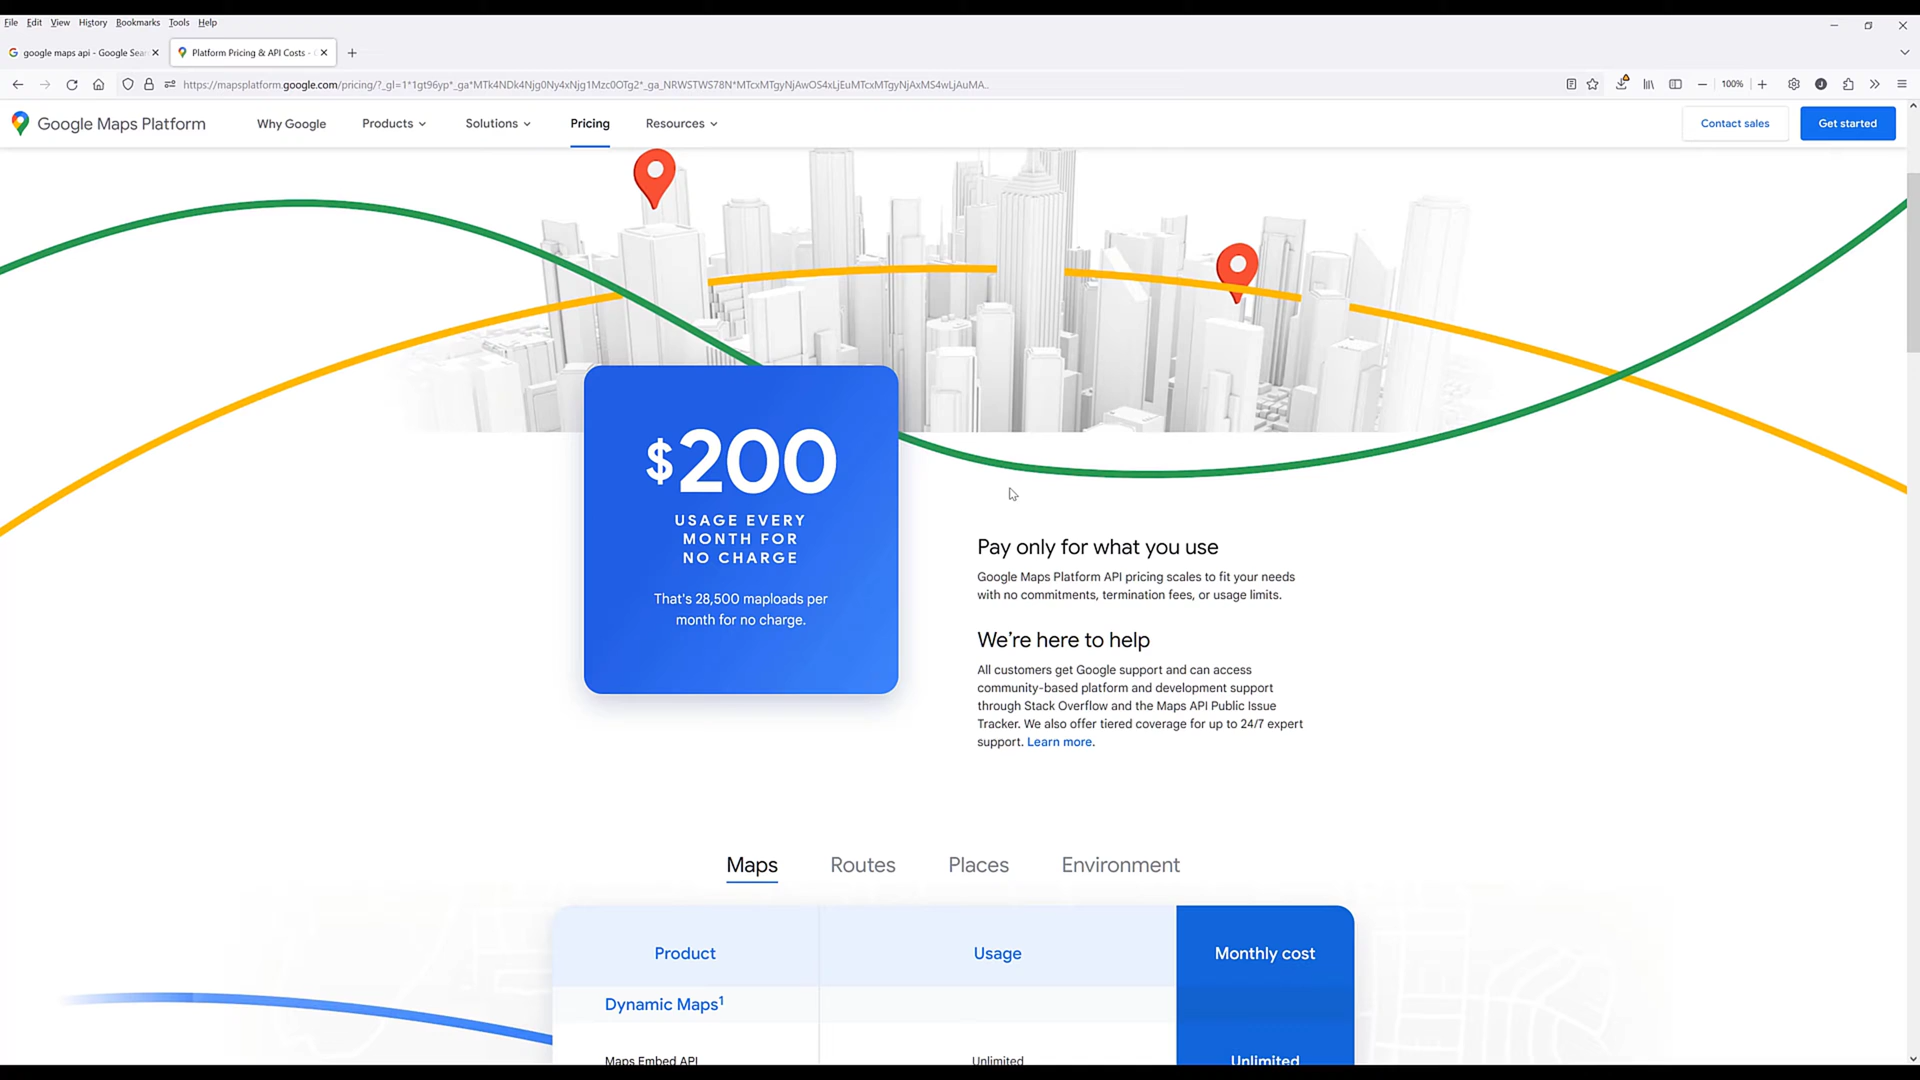 File Edit View History Bookmarks Tools Help
google maps api - Google Sear
Platform Pricing & API Costs -
https://mapsplatform.google.com/pricing/?_gl=1*1gt96yp*_ga*MTk4NDk4Njg0Ny4xNjg1Mzc0OTg2*_ga_NRWSTWS78N*MTcxMTgyNjAwOS4xLjEuMTcxMTgyNjAxMS4wLjAuMA..
100%
Google Maps Platform
Why Google Products Solutions Pricing Resources
Contact sales Get started
$200
USAGE EVERY
MONTH FOR
NO CHARGE
That's 28,500 maploads per
month for no charge.
Pay only for what you use
Google Maps Platform API pricing scales to fit your needs
with no commitments, termination fees, or usage limits.
We're here to help
All customers get Google support and can access
community-based platform and development support
through Stack Overflow and the Maps API Public Issue
Tracker. We also offer tiered coverage for up to 24/7 expert
support. Learn more.
Maps Routes Places Environment
Product Usage Monthly cost
Dynamic Maps¹
Maps Embed API Unlimited Unlimited